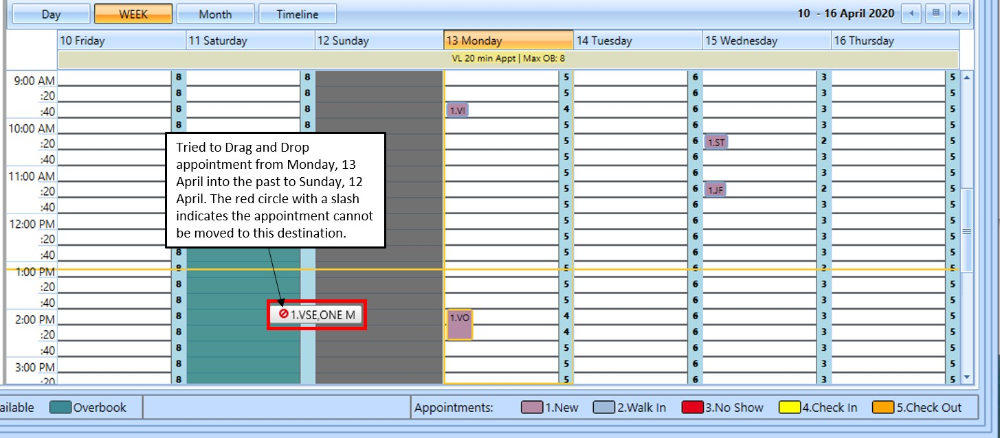 Day WEEK Month Timeline 10 - 16 April 2020
10 Friday 11 Saturday 12 Sunday 13 Monday 14 Tuesday 15 Wednesday 16 Thursday
VL 20 min Appt | Max OB: 8
9:00 AM 8 8 5 6 3 5
:20 8 8 5 6 3 5
:40 8 8 1.VI 4 6 3 5
10:00 AM 8 8 5 6 3 5
:20 5 6 1.ST 2 5
:40 5 6 3 5
11:00 AM 5 6 3 5
:20 5 6 1.JF 2 5
:40 5 6 3 5
12:00 PM 5 6 3 5
:20 5 6 3 5
Tried to Drag and Drop
appointment from Monday, 13
April into the past to Sunday, 12
April. The red circle with a slash
indicates the appointment cannot
be moved to this destination.
:40 8 5 6 3 5
1:00 PM 8 5 6 3 5
:20 8 5 6 3 5
:40 8 5 6 3 5
2:00 PM 8 1.VSE,ONE M 1.VO 4 6 3 5
:20 8 4 6 3 5
:40 8 5 6 3 5
3:00 PM 8 5 6 3 5
:20 8 5 6 3 5
ailable Overbook Appointments: 1.New 2.Walk In 3.No Show 4.Check In 5.Check Out